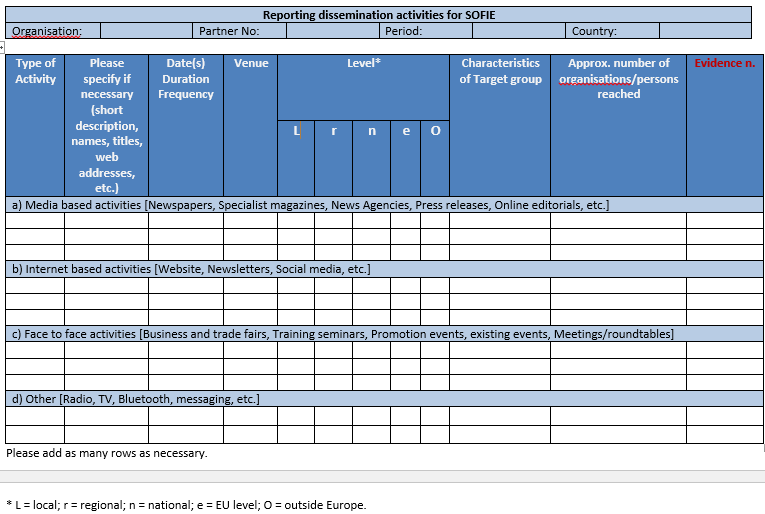 Reporting dissemination activities for SOFIE
Organisation: Partner No: Period: Country:
Type of Activity
Please specify if necessary (short description, names, titles, web addresses, etc.)
Date(s) Duration Frequency
Venue
Level*
Characteristics of Target group
Approx. number of organisations/persons reached
Evidence n.
L r n e O
a) Media based activities [Newspapers, Specialist magazines, News Agencies, Press releases, Online editorials, etc.]
b) Internet based activities [Website, Newsletters, Social media, etc.]
c) Face to face activities [Business and trade fairs, Training seminars, Promotion events, existing events, Meetings/roundtables]
d) Other [Radio, TV, Bluetooth, messaging, etc.]
Please add as many rows as necessary.
* L = local; r = regional; n = national; e = EU level; O = outside Europe.